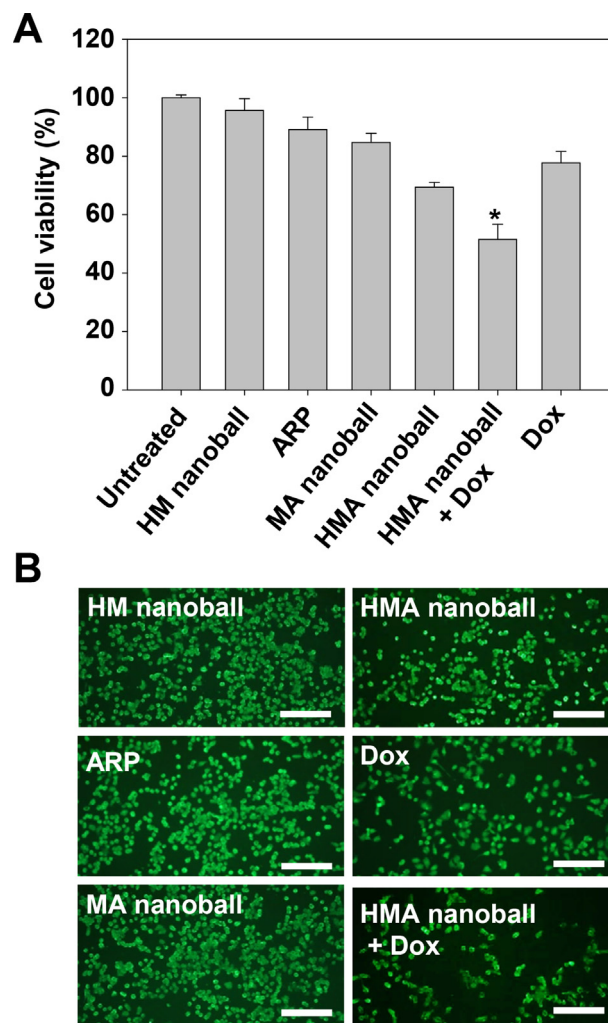 A
120
100
80
60
40
20
0
Cell viability (%)
*
Untreated
HM nanoball
ARP
MA nanoball
HMA nanoball
HMA nanoball
+ Dox
Dox
B
HM nanoball
HMA nanoball
ARP
Dox
MA nanoball
HMA nanoball
+ Dox